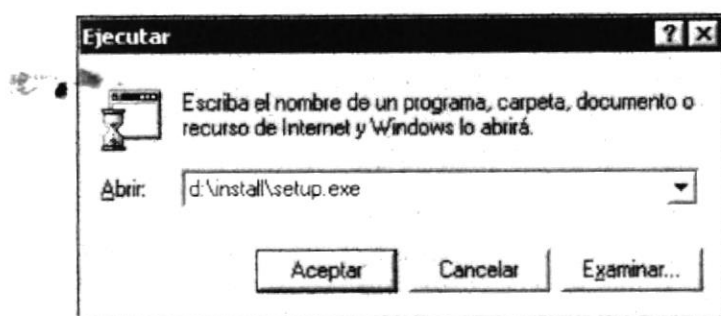 Ejecutar
Escriba el nombre de un programa, carpeta, documento o
recurso de Internet y Windows lo abrirá.
Abrir: d:\install\setup.exe
Aceptar Cancelar Examinar...